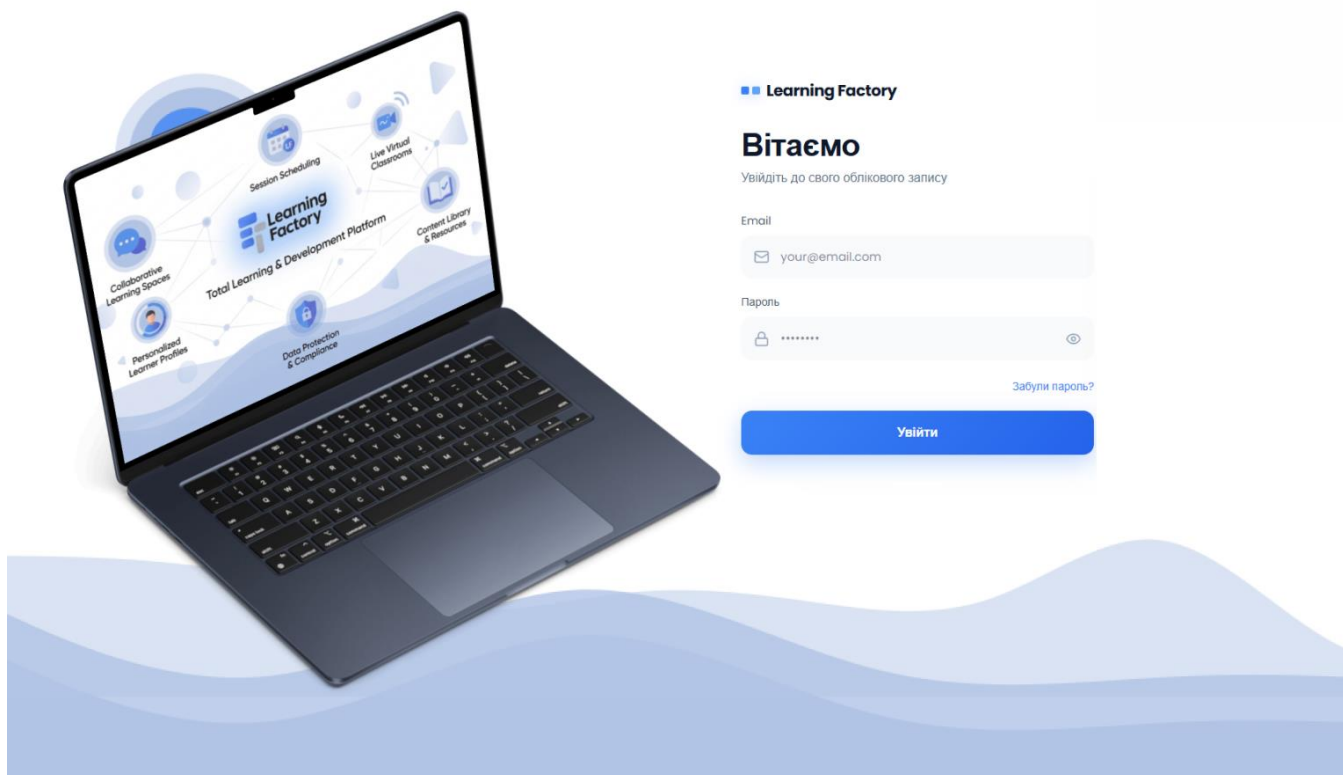 Learning Factory
Вітаємо
Увійдіть до свого облікового запису
Email
your@email.com
Пароль
Забули пароль?
Увійти
Session Scheduling
Live Virtual
Classrooms
Learning
Factory
Total Learning & Development Platform
Content Library
& Resources
Collaborative
Learning Spaces
Personalized
Learner Profiles
Data Protection
& Compliance